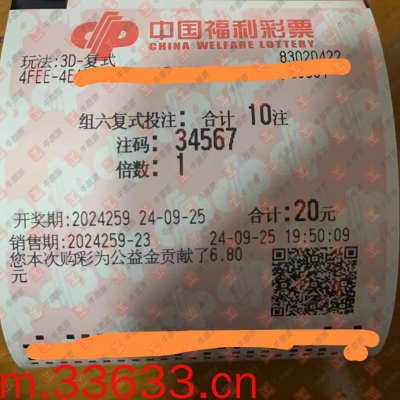 中国福利彩票
CHINA WELFARE LOTTERY
玩法:3D-复式 83020422
4FEE-4E
组六复式投注: 合计 10注
注码: 34567
倍数: 1
开奖期:2024259 24-09-25 合计:20元
销售期:2024259-23 24-09-25 19:50:09
您本次购彩为公益金贡献了6.80
元
m.33633.cn